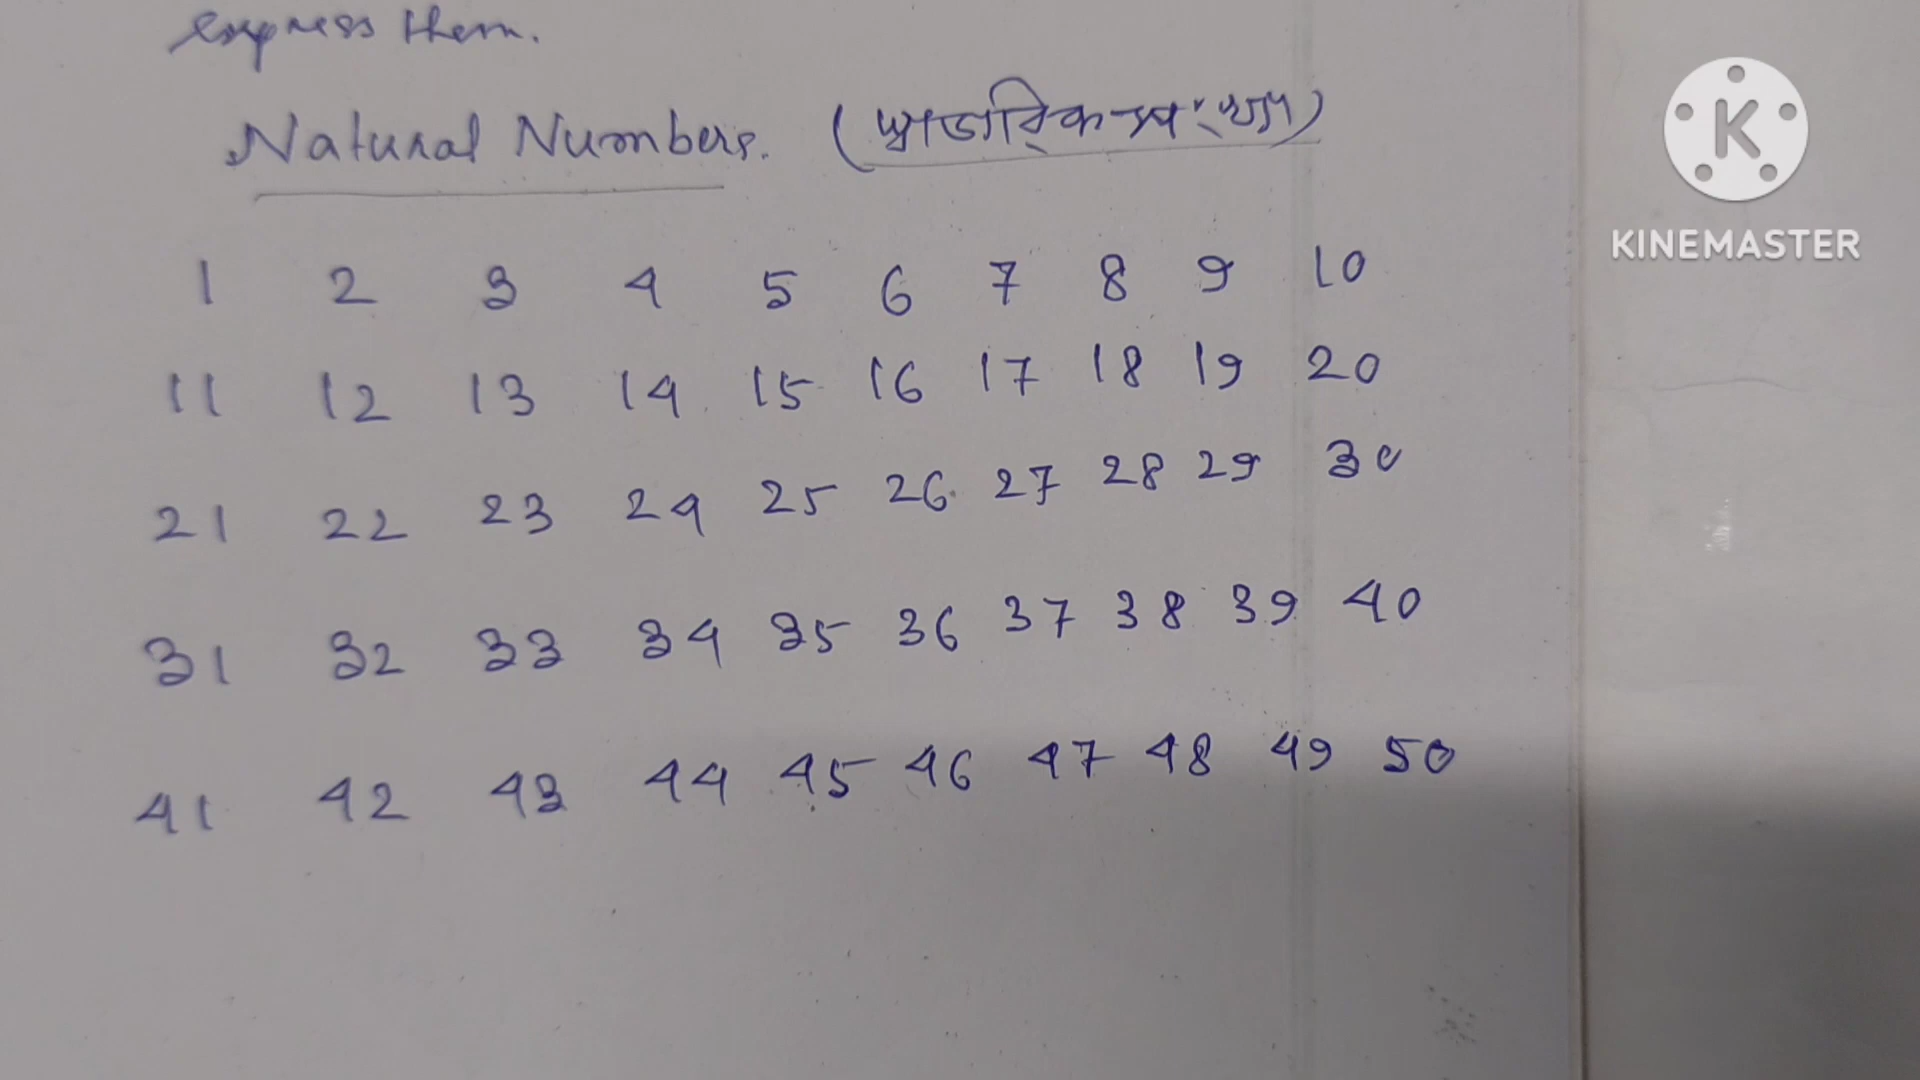 express them.
Natural Numbers. (স্বাভাবিক সংখ্যা)
1 2 3 4 5 6 7 8 9 10
11 12 13 14 15 16 17 18 19 20
21 22 23 24 25 26 27 28 29 30
31 32 33 34 35 36 37 38 39 40
41 42 43 44 45 46 47 48 49 50
K
KINEMASTER